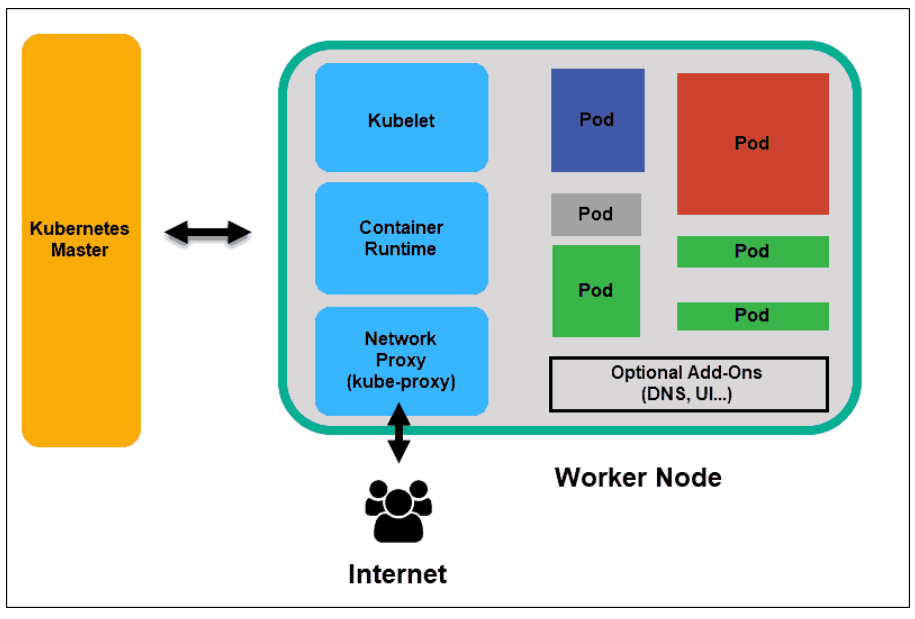 Kubernetes
Master
Kubelet
Container
Runtime
Network
Proxy
(kube-proxy)
Pod
Pod
Pod
Pod
Pod
Pod
Optional Add-Ons
(DNS, UI...)
Worker Node
Internet